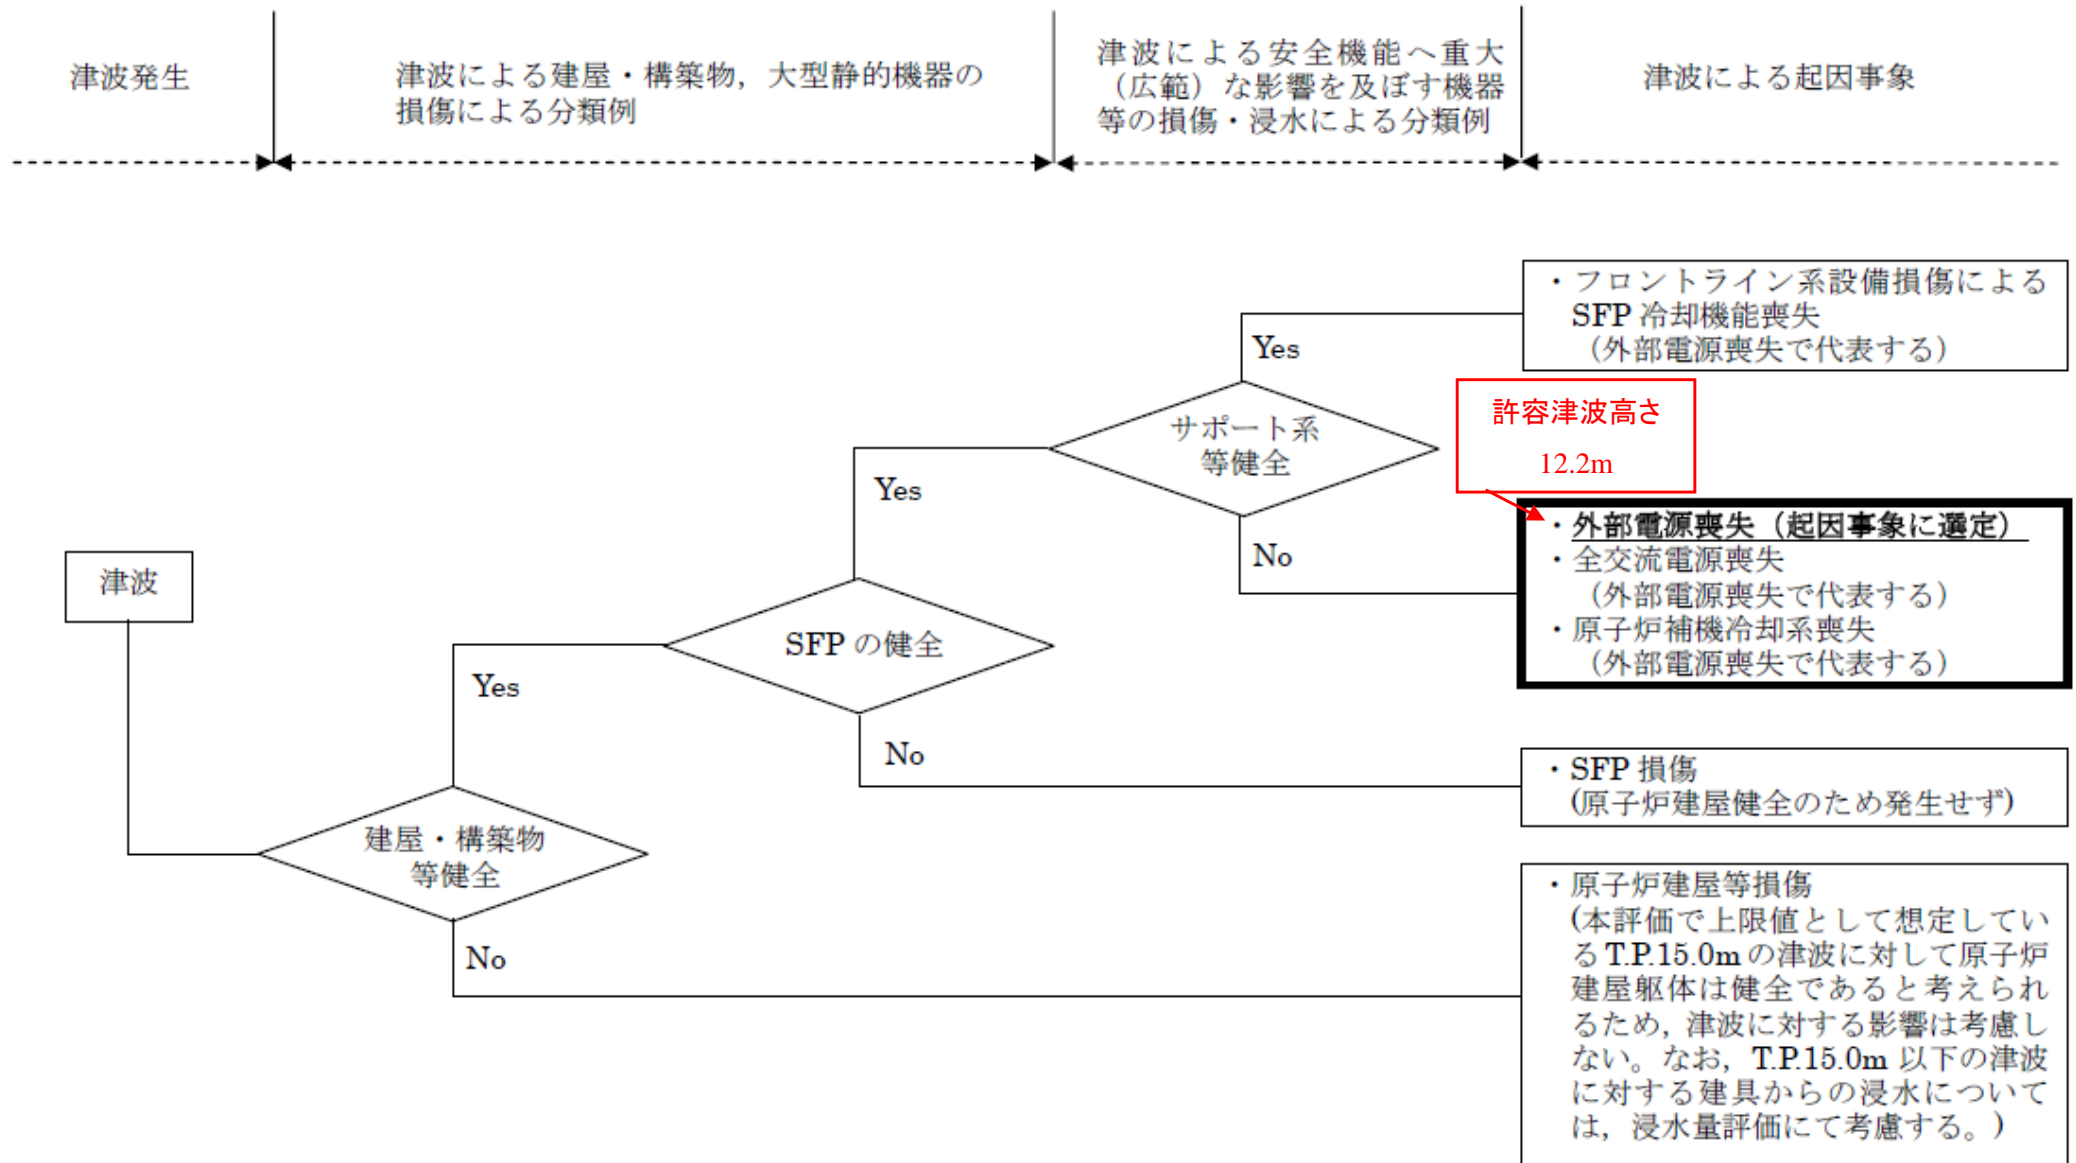 津波発生
津波による建屋・構築物，大型静的機器の
損傷による分類例
津波による安全機能へ重大
（広範）な影響を及ぼす機器
等の損傷・浸水による分類例
津波による起因事象
・フロントライン系設備損傷による
SFP 冷却機能喪失
（外部電源喪失で代表する）
Yes
サポート系
等健全
許容津波高さ
12.2m
Yes
No
・外部電源喪失（起因事象に選定）
・全交流電源喪失
（外部電源喪失で代表する）
・原子炉補機冷却系喪失
（外部電源喪失で代表する）
津波
SFP の健全
Yes
No
・SFP 損傷
(原子炉建屋健全のため発生せず)
建屋・構築物
等健全
No
・原子炉建屋等損傷
(本評価で上限値として想定してい
る T.P.15.0m の津波に対して原子炉
建屋躯体は健全であると考えられ
るため，津波に対する影響は考慮し
ない。なお，T.P.15.0m 以下の津波
に対する建具からの浸水について
は，浸水量評価にて考慮する。)